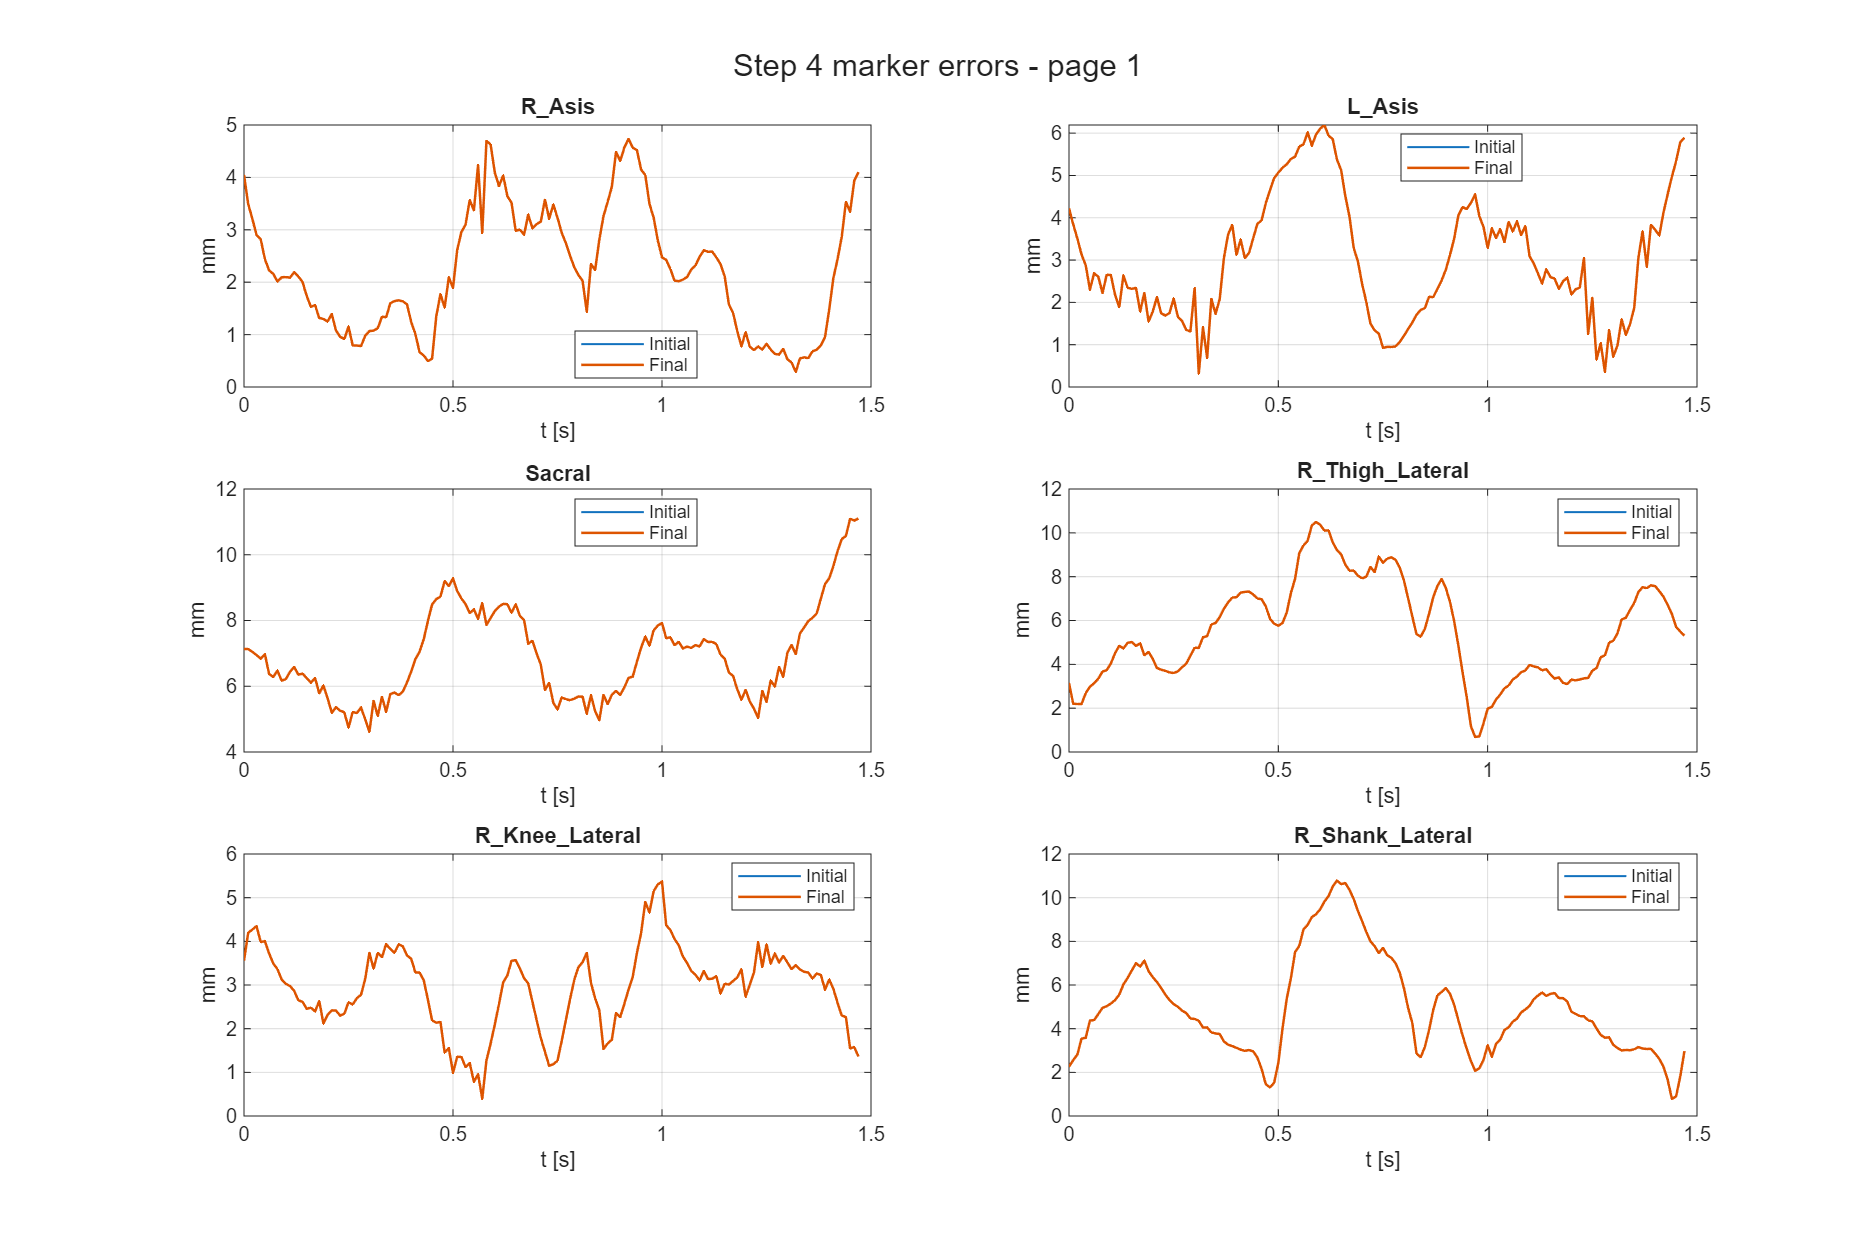 Step 4 marker errors - page 1
R_Asis
5
4
3
2
1
0
mm
Initial
Final
0 0.5 1 1.5
t [s]
L_Asis
6
5
4
3
2
1
0
mm
Initial
Final
0 0.5 1 1.5
t [s]
Sacral
12
10
8
6
4
mm
Initial
Final
0 0.5 1 1.5
t [s]
R_Thigh_Lateral
12
10
8
6
4
2
0
mm
Initial
Final
0 0.5 1 1.5
t [s]
R_Knee_Lateral
6
5
4
3
2
1
0
mm
Initial
Final
0 0.5 1 1.5
t [s]
R_Shank_Lateral
12
10
8
6
4
2
0
mm
Initial
Final
0 0.5 1 1.5
t [s]